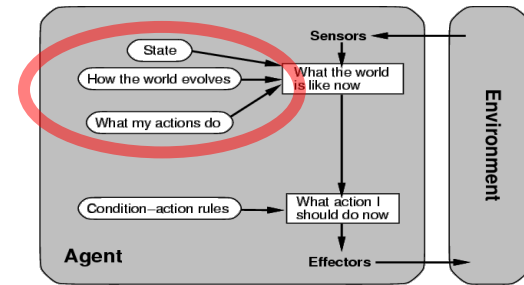 Sensors
State
How the world evolves
What my actions do
What the world
is like now
Condition–action rules
What action I
should do now
Agent
Effectors
Environment